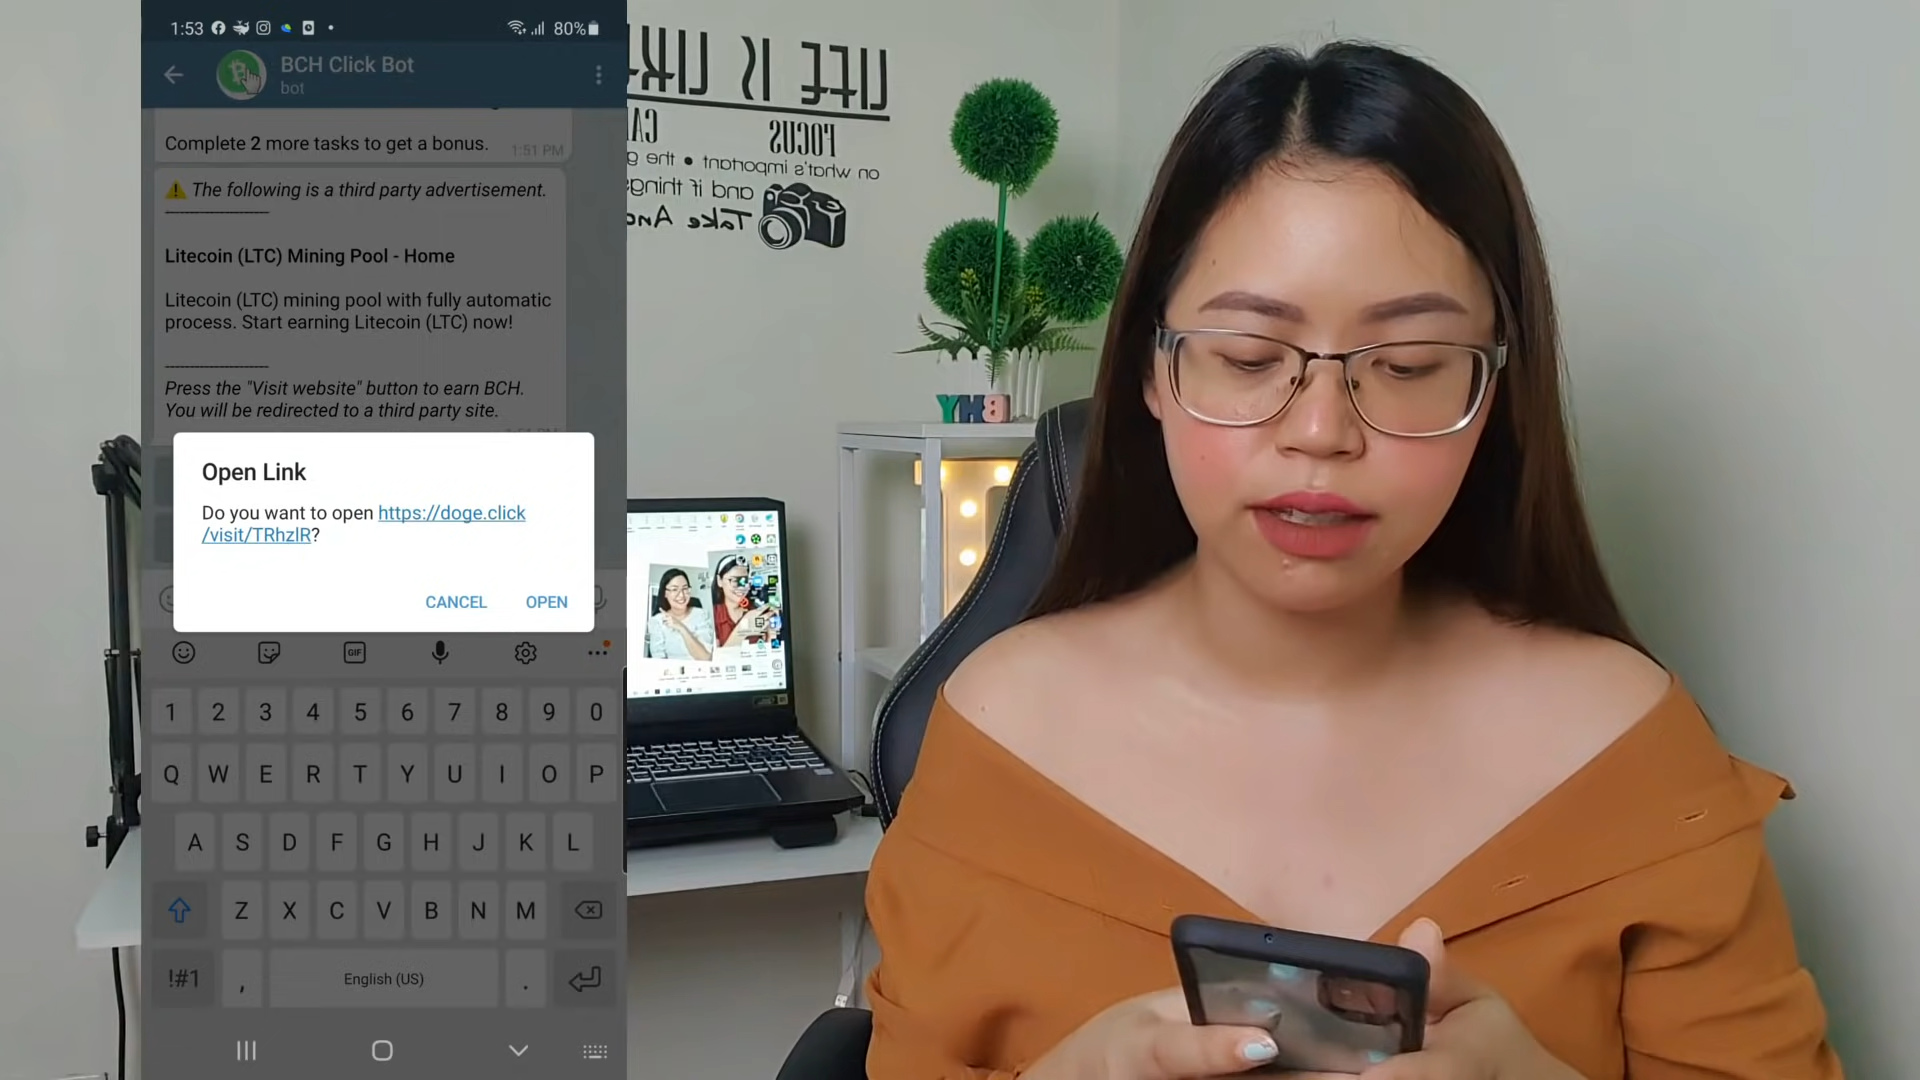 1:53
80%
BCH Click Bot
bot
Complete 2 more tasks to get a bonus.
1:51 PM
The following is a third party advertisement.
--------------------
Litecoin (LTC) Mining Pool - Home
Litecoin (LTC) mining pool with fully automatic
process. Start earning Litecoin (LTC) now!
--------------------
Press the "Visit website" button to earn BCH.
You will be redirected to a third party site.
Open Link
Do you want to open https://doge.click
/visit/TRhzlR?
CANCEL OPEN
GIF
1 2 3 4 5 6 7 8 9 0
Q W E R T Y U I O P
A S D F G H J K L
Z X C V B N M
!#1 , English (US) .
LIFE IS LIK
CA
FOCUS
on what's important • the g
and if things
Take Ano
BHY